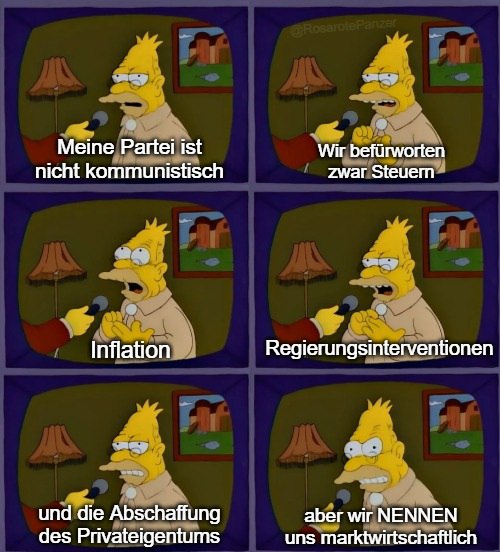 Meine Partei ist
nicht kommunistisch
@RosarotePanzer
Wir befürworten
zwar Steuern
Inflation
Regierungsinterventionen
und die Abschaffung
des Privateigentums
aber wir NENNEN
uns marktwirtschaftlich